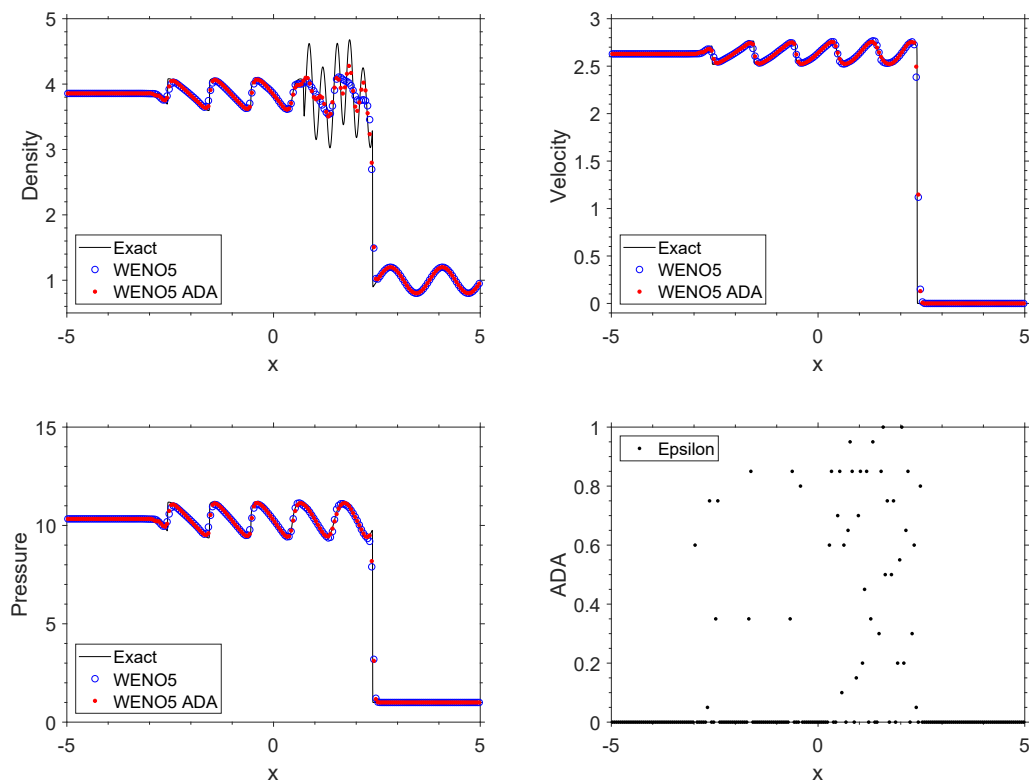 5
4
3
2
1
Density
Exact
WENO5
WENO5 ADA
-5 0 5
x
3
2.5
2
1.5
1
0.5
0
Velocity
Exact
WENO5
WENO5 ADA
-5 0 5
x
15
10
5
0
Pressure
Exact
WENO5
WENO5 ADA
-5 0 5
x
1
0.8
0.6
0.4
0.2
0
ADA
Epsilon
-5 0 5
x